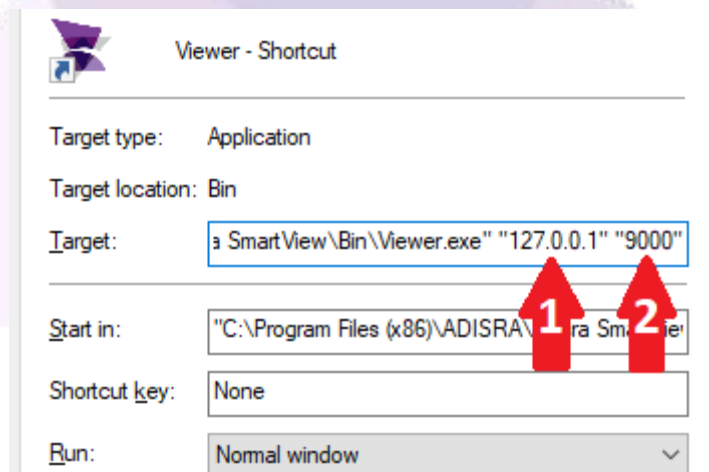 Viewer - Shortcut
Target type: Application
Target location: Bin
Target: a SmartView\Bin\Viewer.exe" "127.0.0.1" "9000"
1 2
Start in: "C:\Program Files (x86)\ADISRA\
Shortcut key: None
Run: Normal window